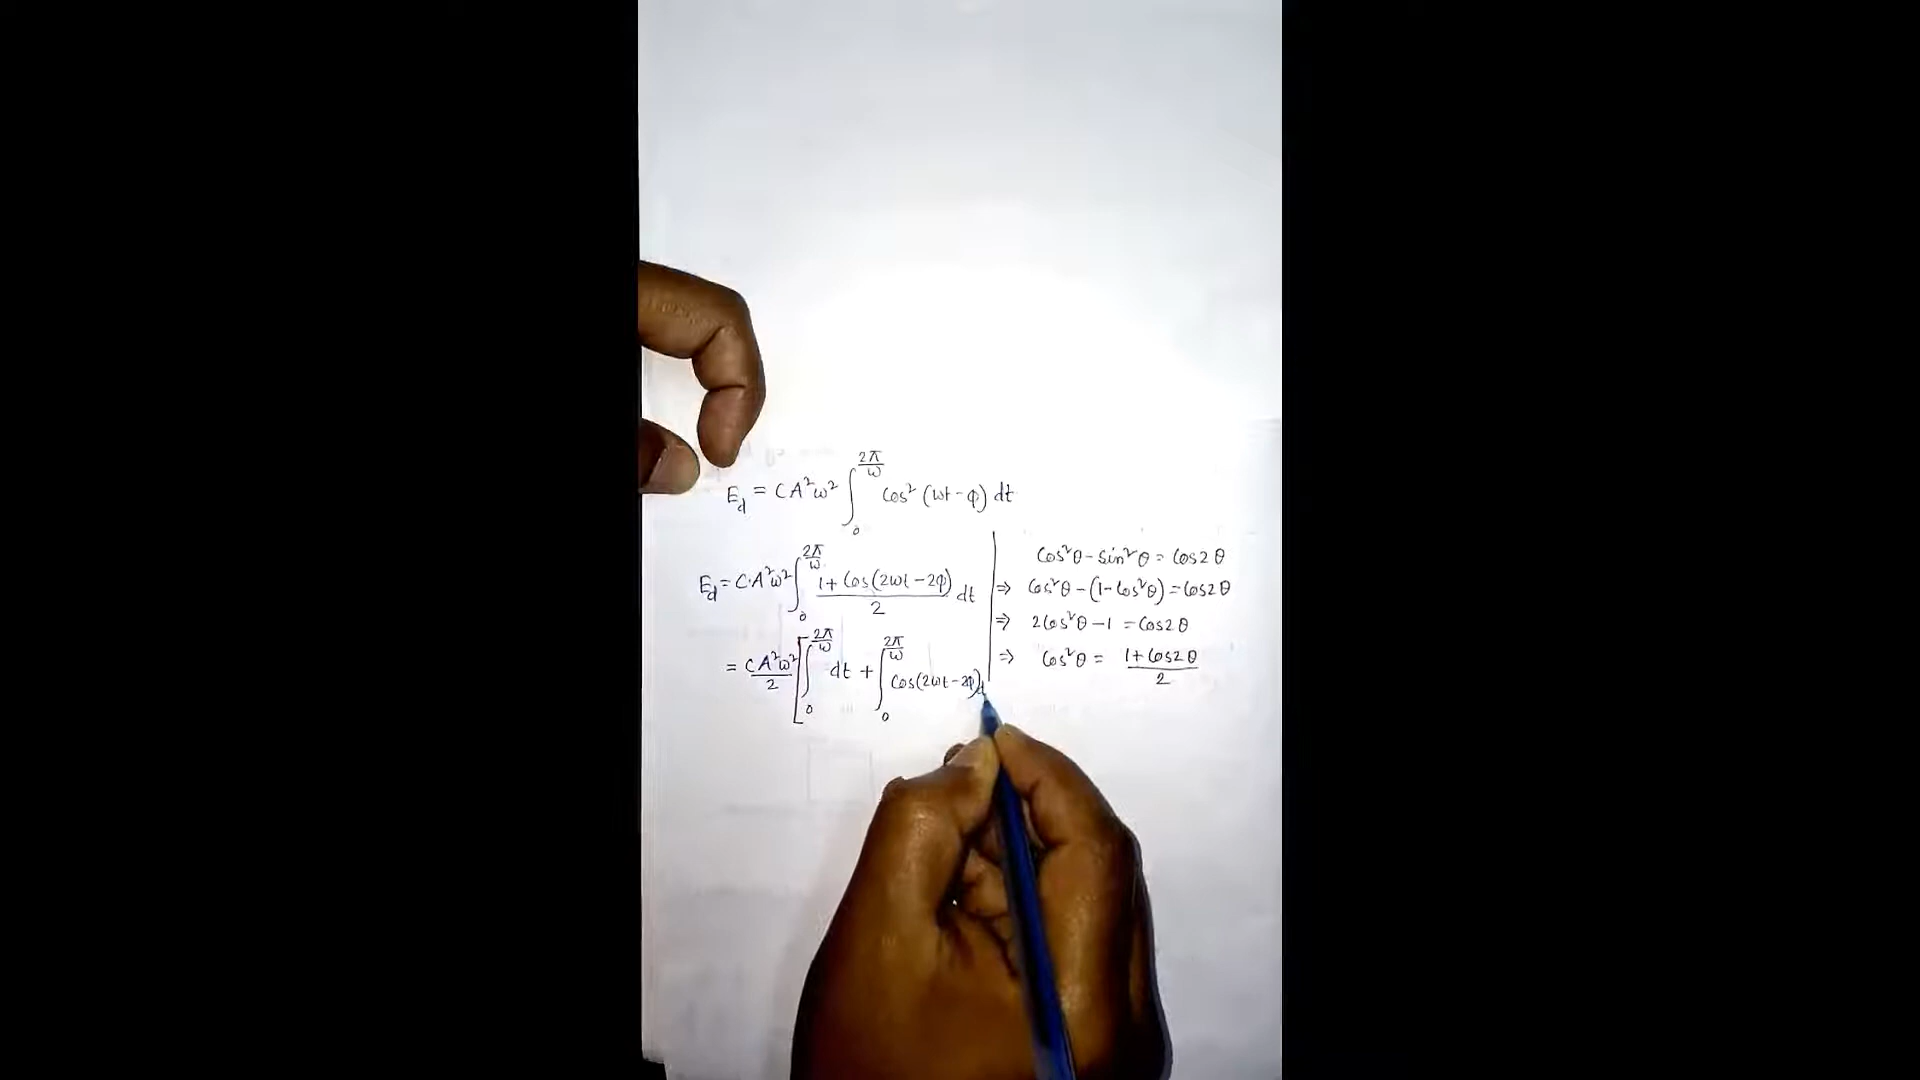 E_d = CA²ω² ∫₀^{2π/ω} Cos² (ωt - φ) dt
E_d = C·A²ω² ∫₀^{2π/ω} (1 + Cos(2ωt - 2φ))/2 dt
= CA²ω²/2 [ ∫₀^{2π/ω} dt + ∫₀^{2π/ω} Cos(2ωt - 2φ)d
Cos²θ - Sin²θ = Cos2θ
⇒ Cos²θ - (1 - Cos²θ) = Cos2θ
⇒ 2Cos²θ - 1 = Cos2θ
⇒ Cos²θ = (1 + Cos2θ)/2